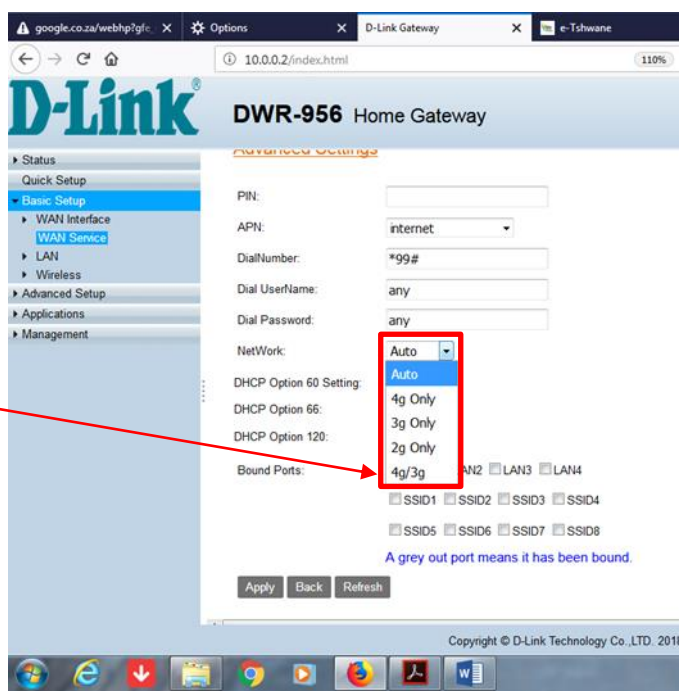 google.co.za/webhp?gfe_ Options D-Link Gateway e-Tshwane
10.0.0.2/index.html 110%
D-Link®
DWR-956 Home Gateway
Status
Quick Setup
Basic Setup
WAN Interface
WAN Service
LAN
Wireless
Advanced Setup
Applications
Management
Advanced Settings
PIN:
APN: internet
DialNumber: *99#
Dial UserName: any
Dial Password: any
NetWork: Auto
Auto
4g Only
3g Only
2g Only
4g/3g
DHCP Option 60 Setting:
DHCP Option 66:
DHCP Option 120:
Bound Ports: AN2 LAN3 LAN4
SSID1 SSID2 SSID3 SSID4
SSID5 SSID6 SSID7 SSID8
A grey out port means it has been bound.
Apply Back Refresh
Copyright © D-Link Technology Co.,LTD. 2018